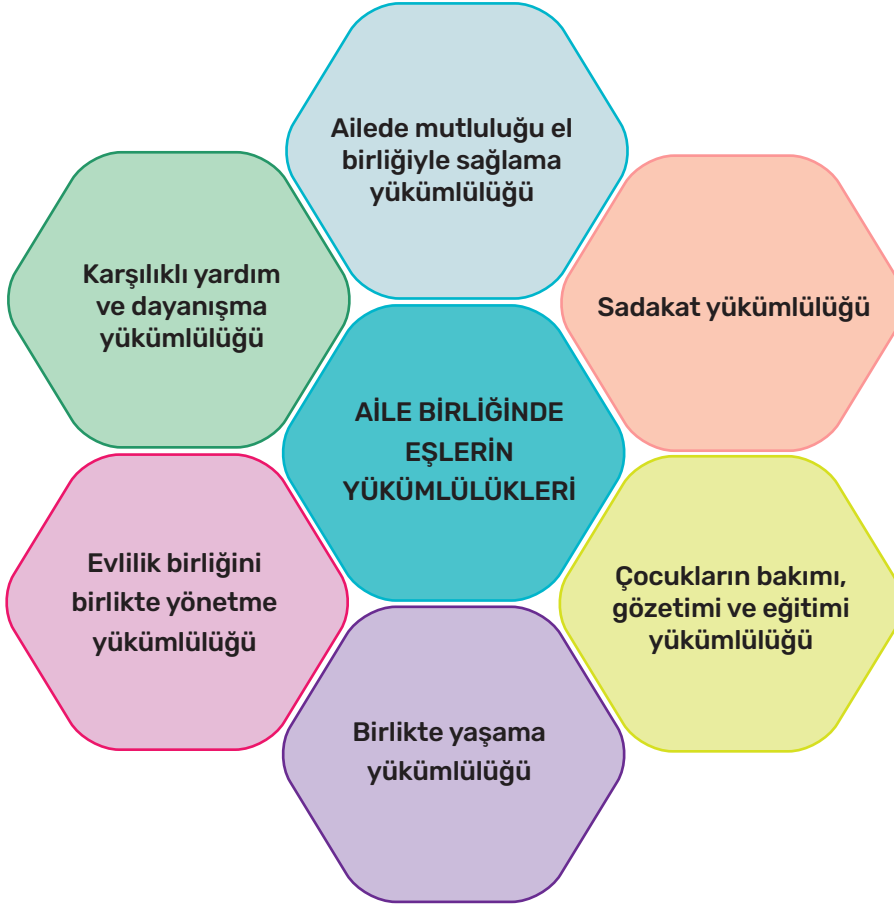 Ailede mutluluğu el
birliğiyle sağlama
yükümlülüğü
Karşılıklı yardım
ve dayanışma
yükümlülüğü
Sadakat yükümlülüğü
AİLE BİRLİĞİNDE
EŞLERİN
YÜKÜMLÜLÜKLERİ
Evlilik birliğini
birlikte yönetme
yükümlülüğü
Çocukların bakımı,
gözetimi ve eğitimi
yükümlülüğü
Birlikte yaşama
yükümlülüğü